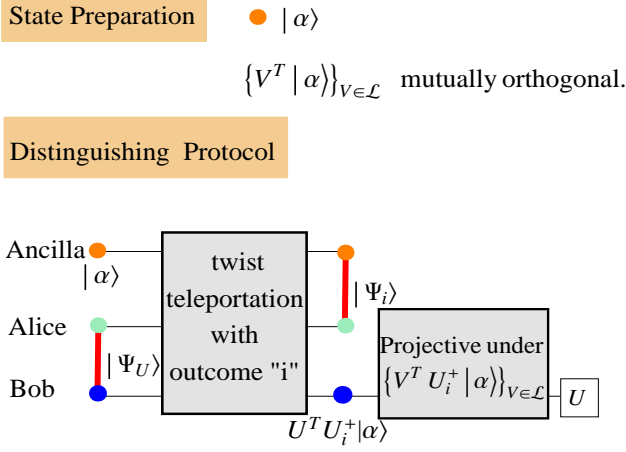 State Preparation
|α⟩
{V^T |α⟩}_{V∈ℒ} mutually orthogonal.
Distinguishing Protocol
Ancilla
|α⟩
Alice
|Ψ_U⟩
Bob
twist
teleportation
with
outcome "i"
|Ψ_i⟩
U^T U_i^+|α⟩
Projective under
{V^T U_i^+ |α⟩}_{V∈ℒ}
U